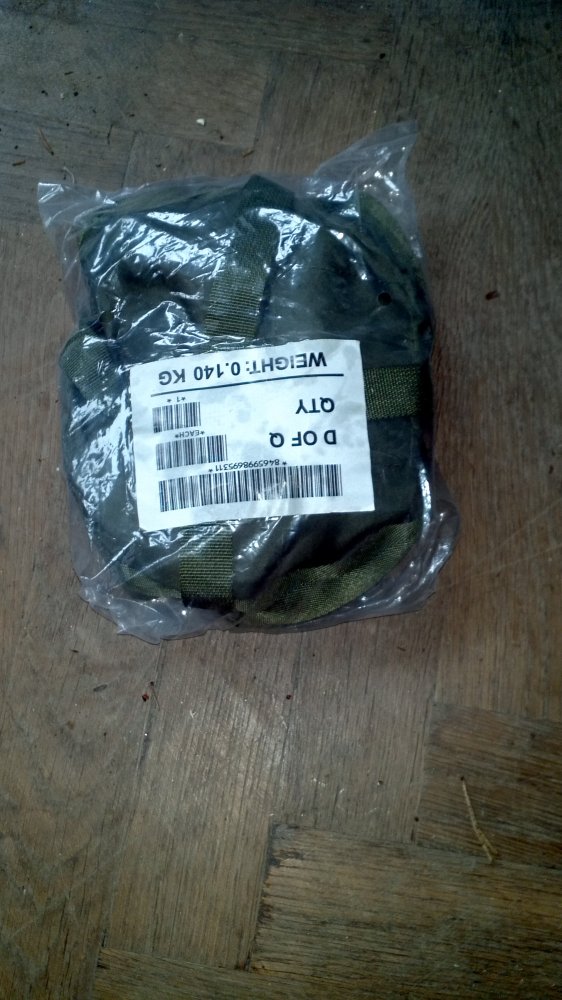 *8465998695311*
D OF Q *EACH*
QTY *1*
WEIGHT: 0.140 KG